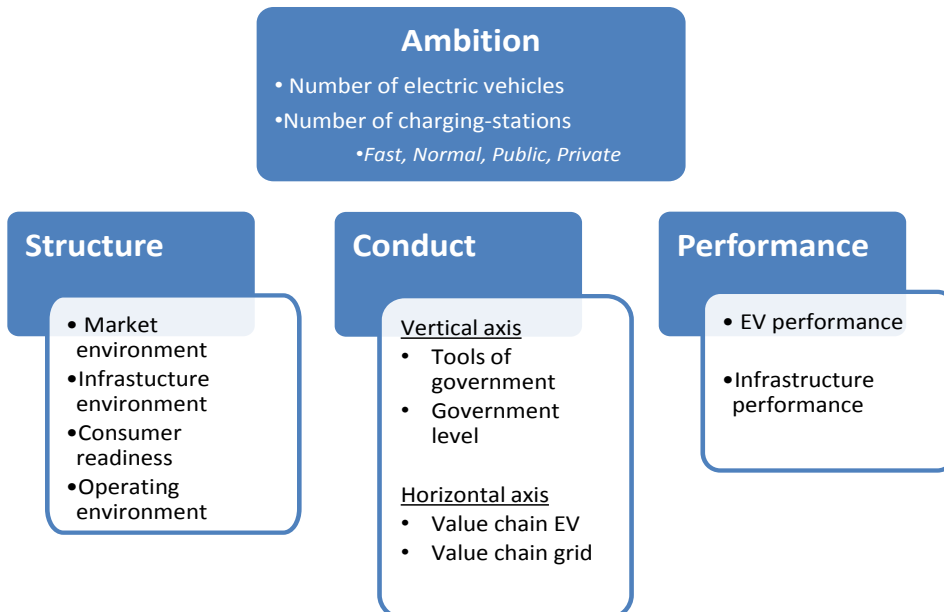 Ambition
• Number of electric vehicles
•Number of charging-stations
•Fast, Normal, Public, Private
Structure
• Market
environment
•Infrastucture
environment
•Consumer
readiness
•Operating
environment
Conduct
Vertical axis
• Tools of
government
• Government
level
Horizontal axis
• Value chain EV
• Value chain grid
Performance
• EV performance
•Infrastructure
performance